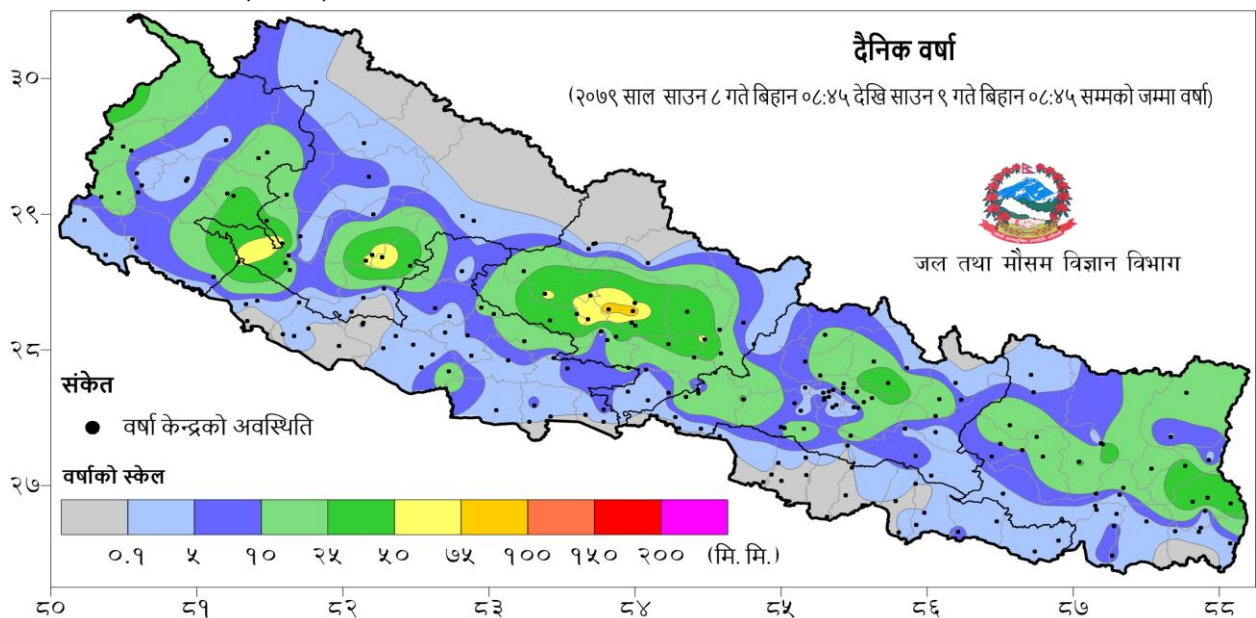 दैनिक वर्षा
(२०७९ साल साउन ८ गते बिहान ०८:४५ देखि साउन ९ गते बिहान ०८:४५ सम्मको जम्मा वर्षा)
जल तथा मौसम विज्ञान विभाग
३०
२९
२८
२७
संकेत
वर्षा केन्द्रको अवस्थिति
वर्षाको स्केल
०.१ ५ १० २५ ५० ७५ १०० १५० २०० (मि.मि.)
८० ८१ ८२ ८३ ८४ ८५ ८६ ८७ ८८